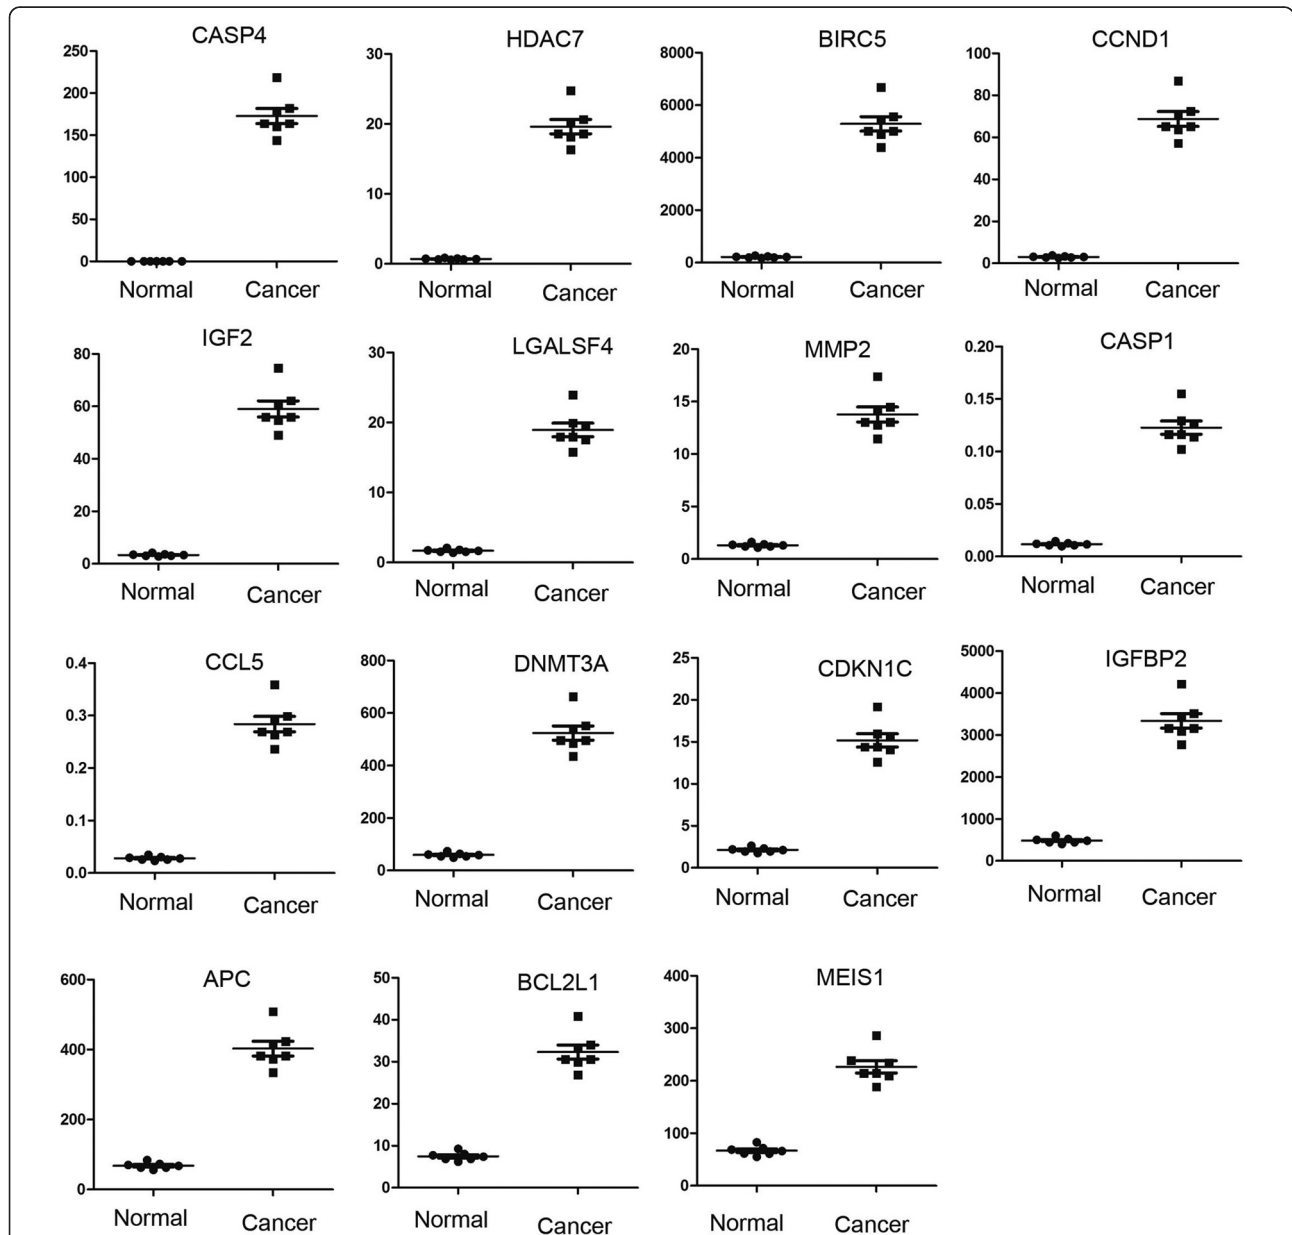 CASP4
250
200
150
100
50
0
Normal
Cancer
HDAC7
30
20
10
0
Normal
Cancer
BIRC5
8000
6000
4000
2000
0
Normal
Cancer
CCND1
100
80
60
40
20
0
Normal
Cancer
IGF2
80
60
40
20
0
Normal
Cancer
LGALSF4
30
20
10
0
Normal
Cancer
MMP2
20
15
10
5
0
Normal
Cancer
CASP1
0.20
0.15
0.10
0.05
0.00
Normal
Cancer
CCL5
0.4
0.3
0.2
0.1
0.0
Normal
Cancer
DNMT3A
800
600
400
200
0
Normal
Cancer
CDKN1C
25
20
15
10
5
0
Normal
Cancer
IGFBP2
5000
4000
3000
2000
1000
0
Normal
Cancer
APC
600
400
200
0
Normal
Cancer
BCL2L1
50
40
30
20
10
0
Normal
Cancer
MEIS1
400
300
200
100
0
Normal
Cancer